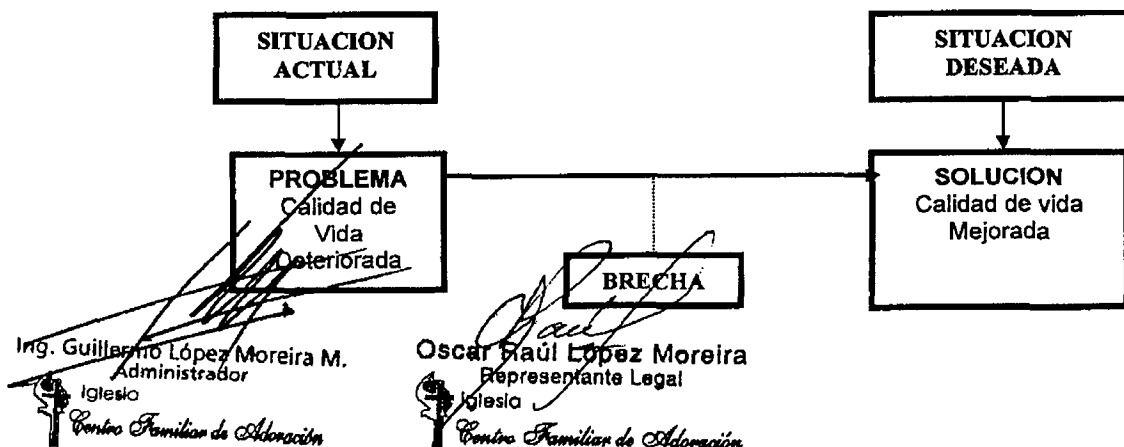 SITUACION
ACTUAL
SITUACION
DESEADA
PROBLEMA
Calidad de
Vida
Deteriorada
SOLUCION
Calidad de vida
Mejorada
BRECHA
Ing. Guillermo López Moreira M.
Administrador
Iglesia
Centro Familiar de Adoración
Oscar Raúl López Moreira
Representante Legal
Iglesia
Centro Familiar de Adoración